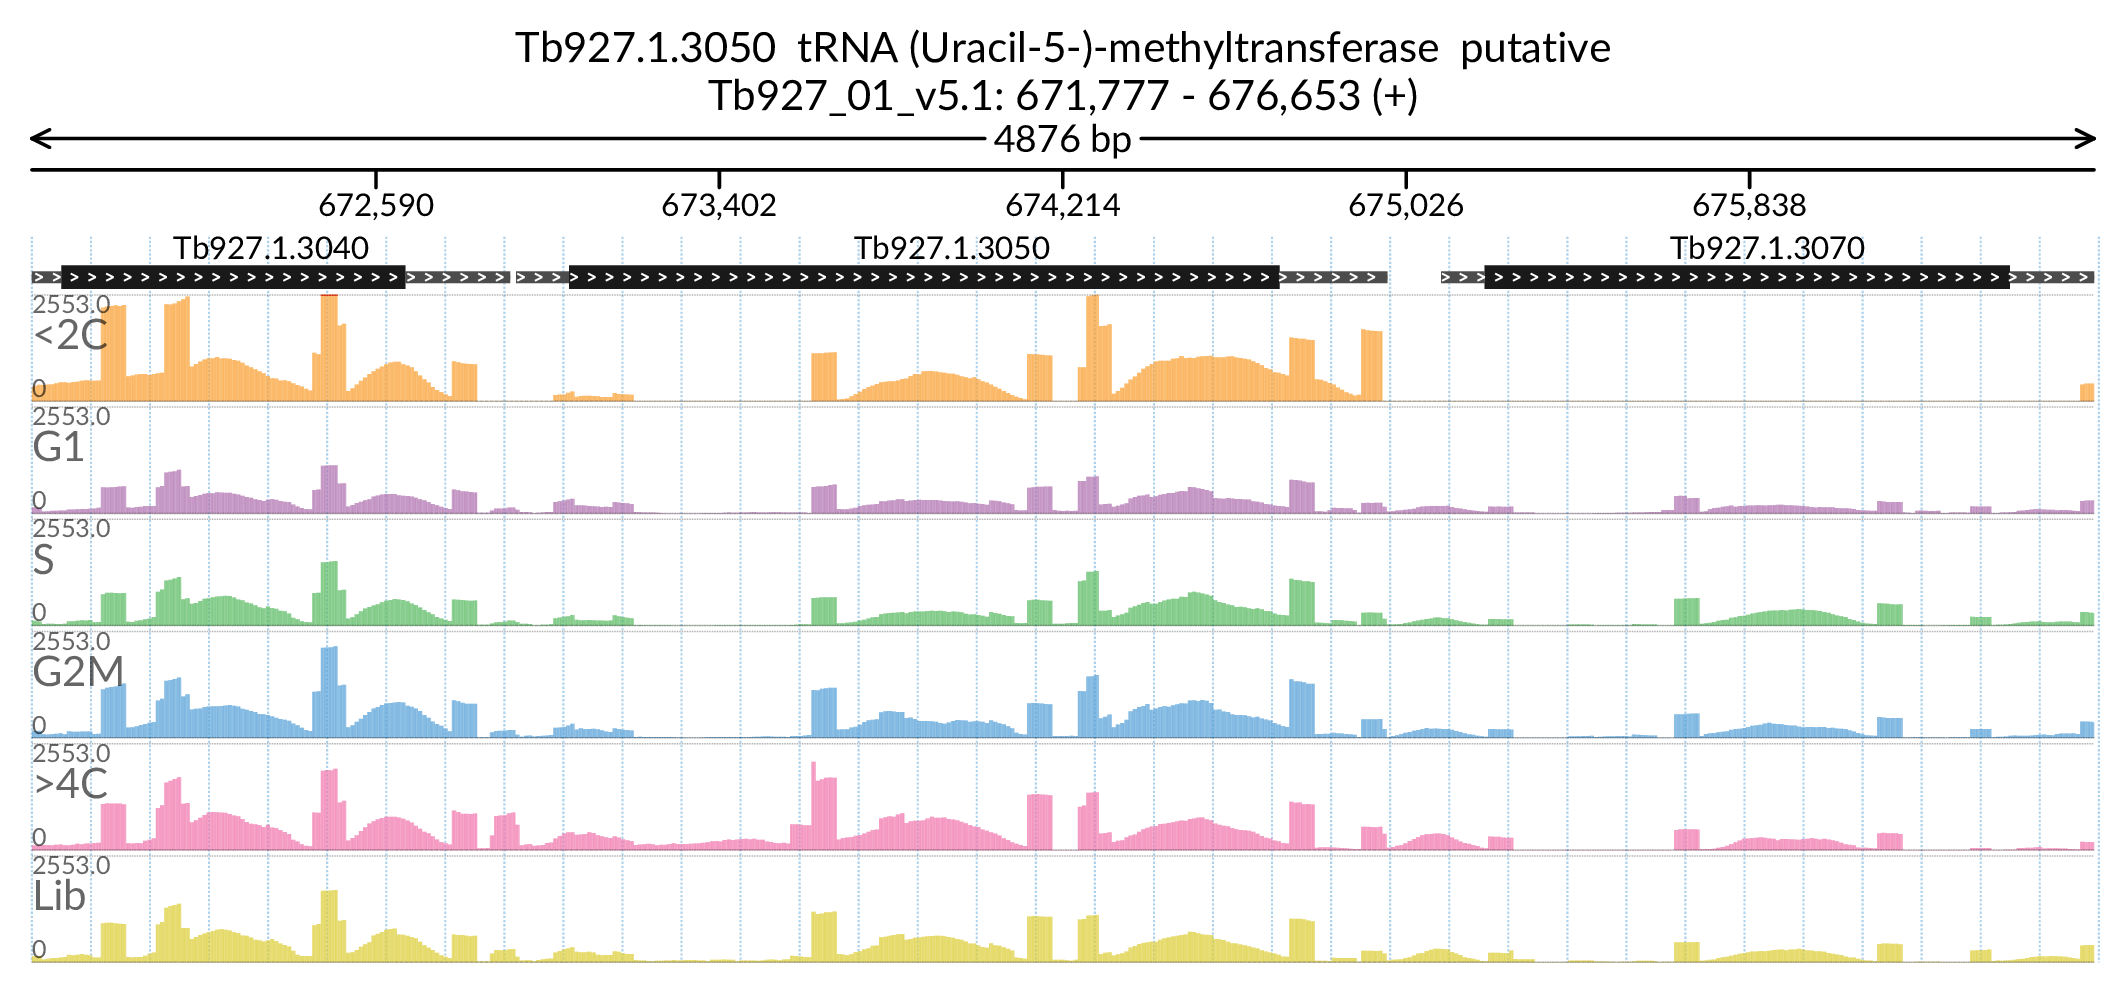 Tb927.1.3050 tRNA (Uracil-5-)-methyltransferase putative
Tb927_01_v5.1: 671,777 - 676,653 (+)
4876 bp
672,590 673,402 674,214 675,026 675,838
Tb927.1.3040 Tb927.1.3050 Tb927.1.3070
2553.0
<2C
0
2553.0
G1
0
2553.0
S
0
2553.0
G2M
0
2553.0
>4C
0
2553.0
Lib
0